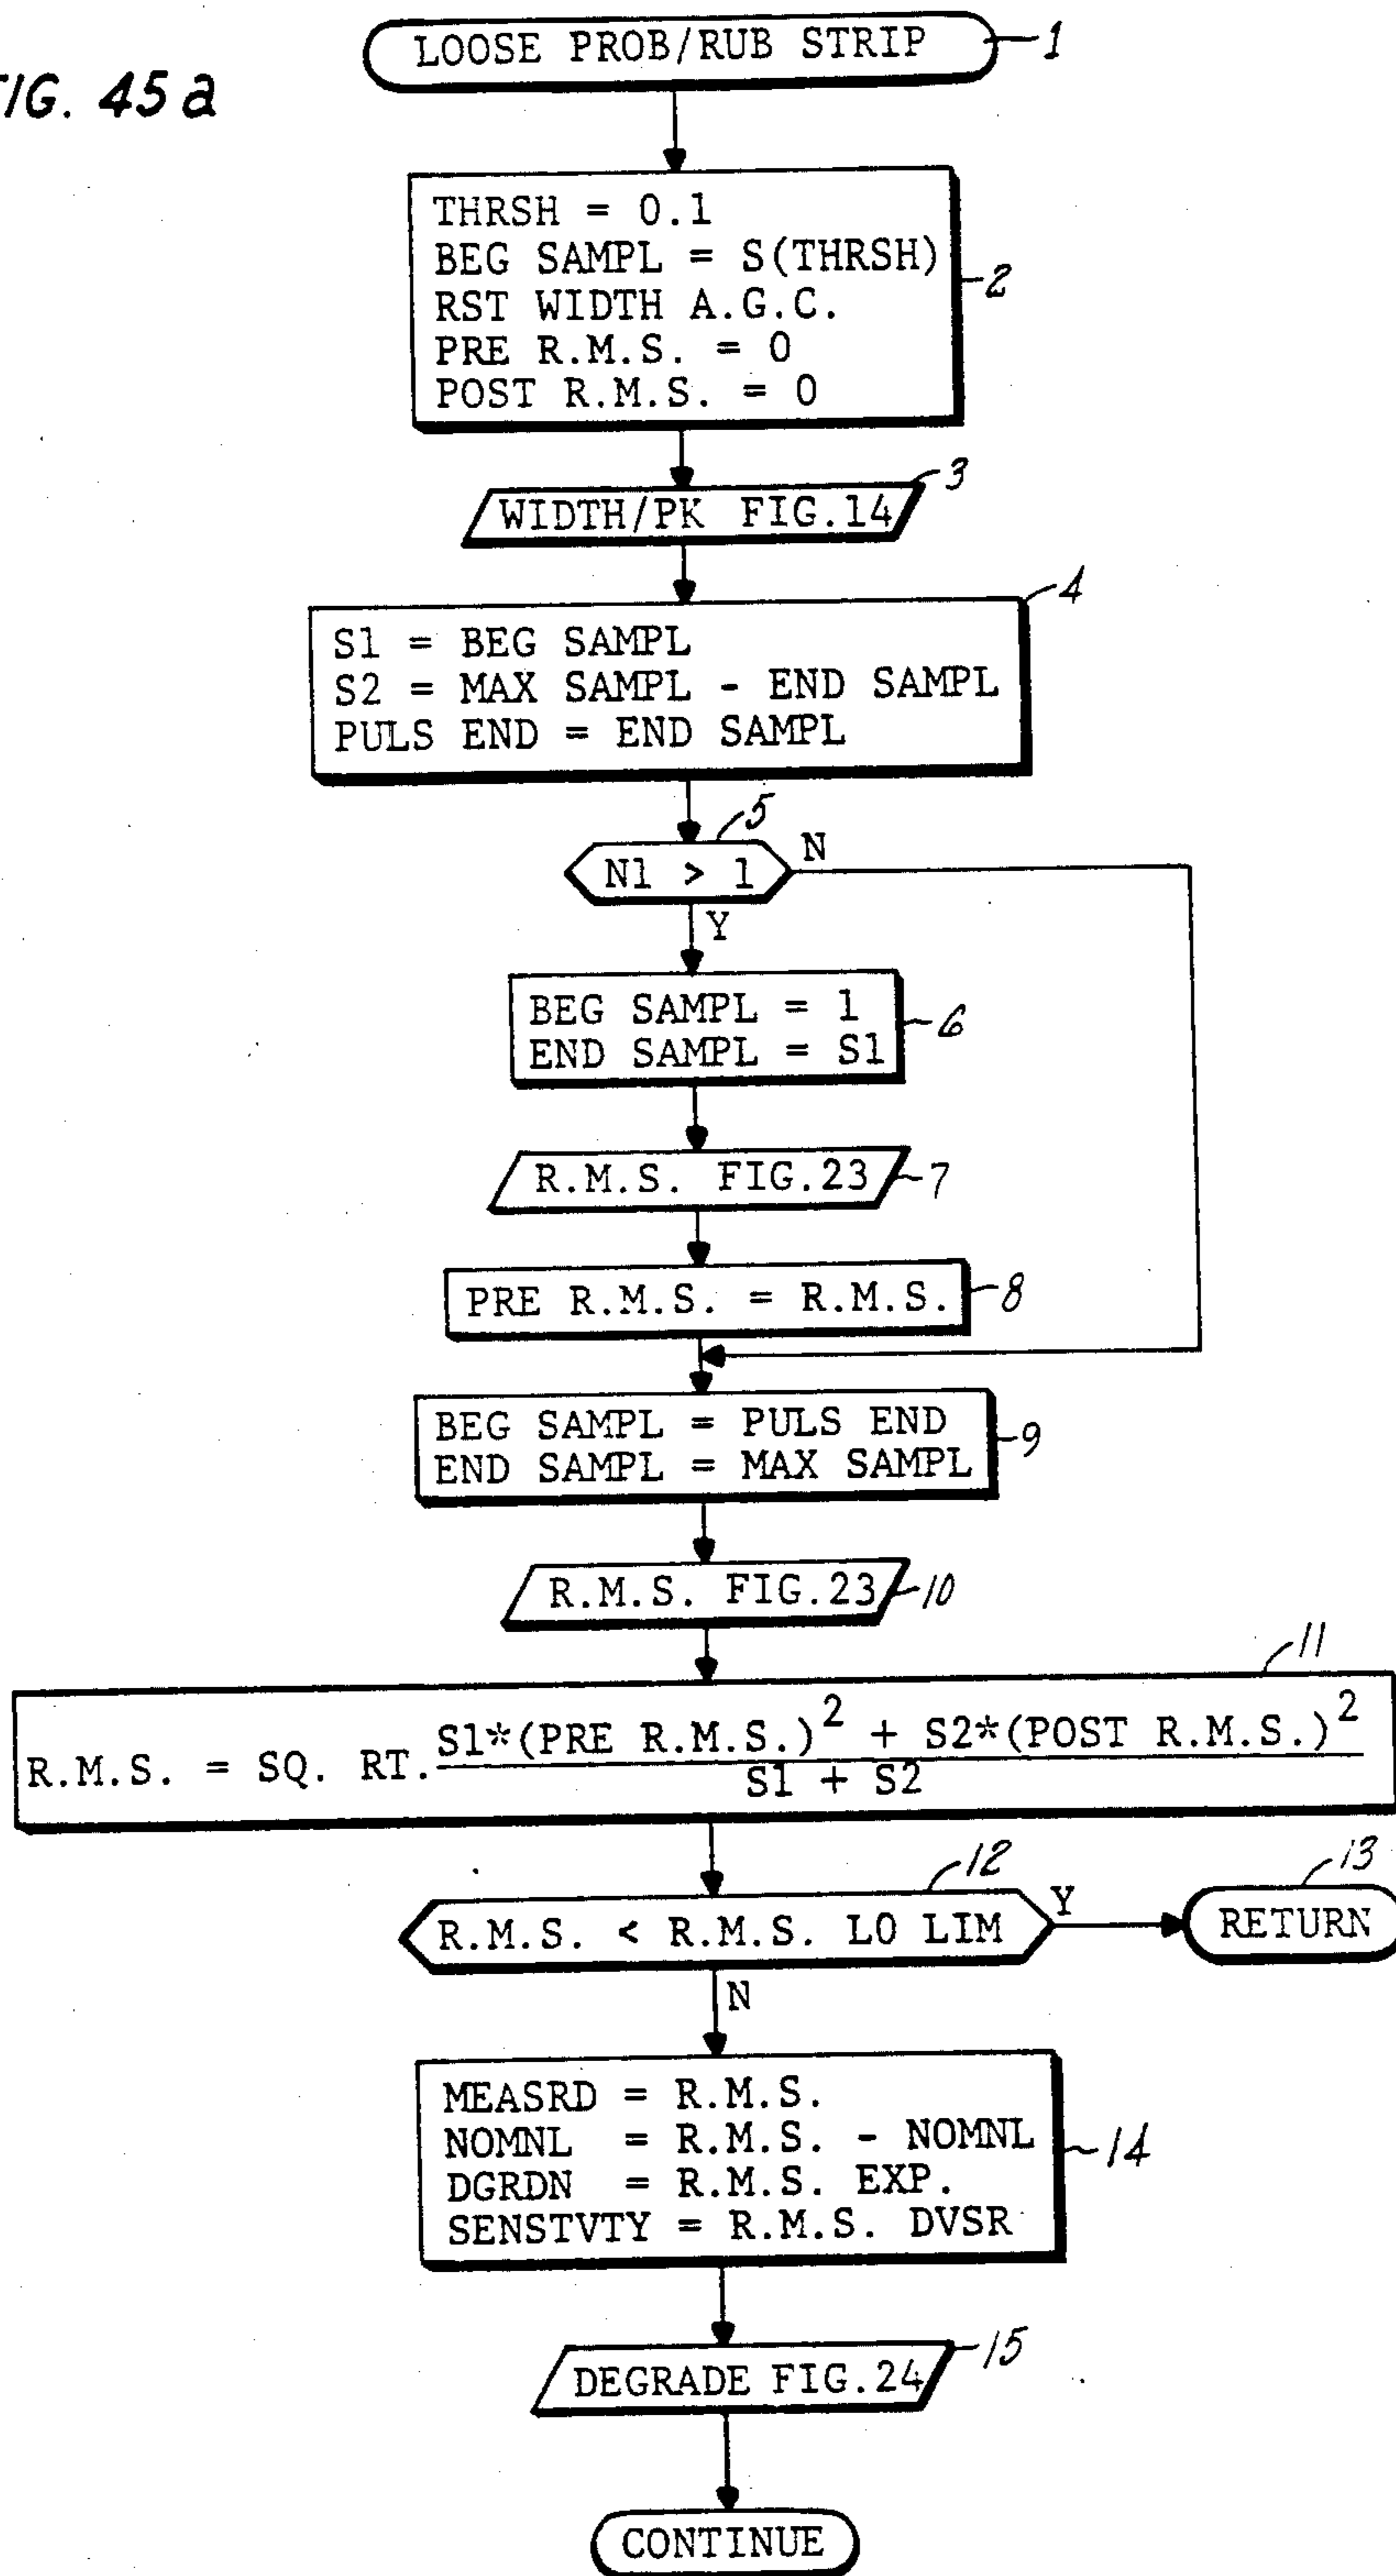 FIG. 45a
LOOSE PROB/RUB STRIP
1
THRSH = 0.1
BEG SAMPL = S(THRSH)
RST WIDTH A.G.C.
PRE R.M.S. = 0
POST R.M.S. = 0
2
WIDTH/PK FIG.14
3
S1 = BEG SAMPL
S2 = MAX SAMPL - END SAMPL
PULS END = END SAMPL
4
N1 > 1
5
N
Y
BEG SAMPL = 1
END SAMPL = S1
6
R.M.S. FIG.23
7
PRE R.M.S. = R.M.S.
8
BEG SAMPL = PULS END
END SAMPL = MAX SAMPL
9
R.M.S. FIG.23
10
11
R.M.S. = SQ. RT. S1*(PRE R.M.S.)2 + S2*(POST R.M.S.)2
S1 + S2
R.M.S. < R.M.S. LO LIM
12
Y
RETURN
13
N
MEASRD = R.M.S.
NOMNL = R.M.S. - NOMNL
DGRDN = R.M.S. EXP.
SENSTVTY = R.M.S. DVSR
14
DEGRADE FIG.24
15
CONTINUE